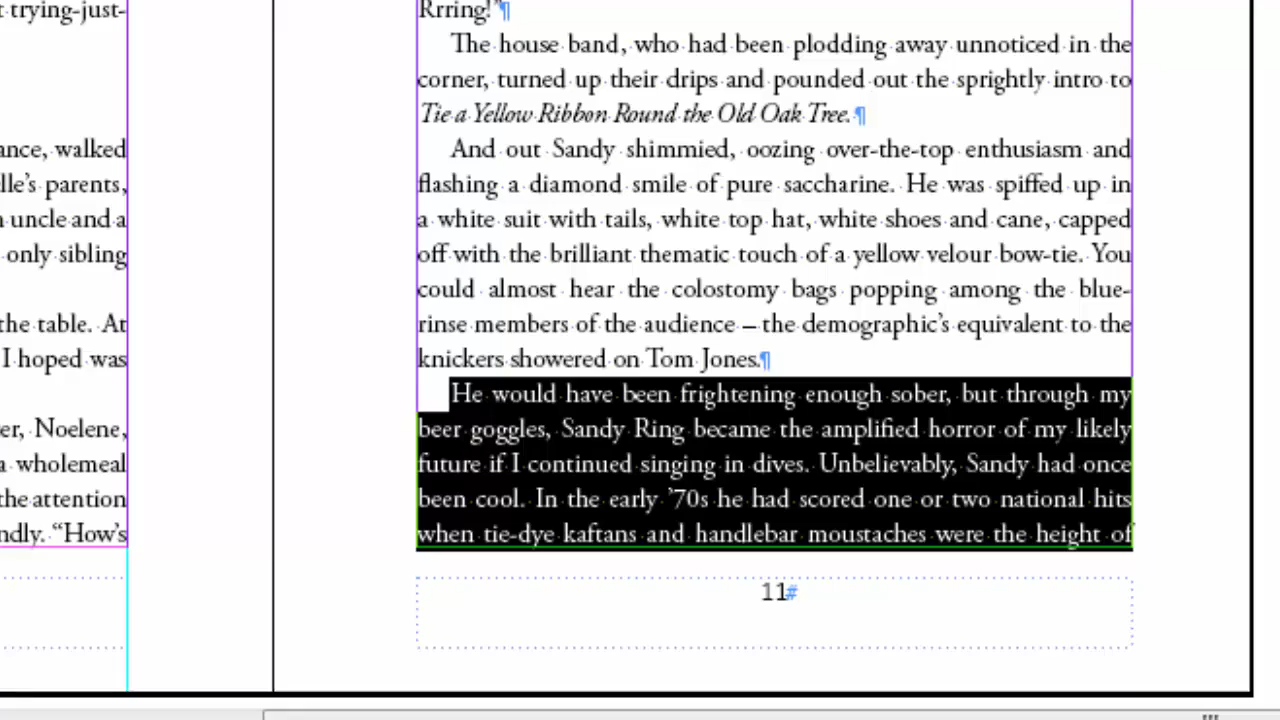 t trying-just-
ance, walked
lle's parents,
uncle and a
only sibling
the table. At
I hoped was
er, Noelene,
a wholemeal
the attention
ndly. “How's
Rrring!”¶
The house band, who had been plodding away unnoticed in the
corner, turned up their drips and pounded out the sprightly intro to
Tie a Yellow Ribbon Round the Old Oak Tree.¶
And out Sandy shimmied, oozing over-the-top enthusiasm and
flashing a diamond smile of pure saccharine. He was spiffed up in
a white suit with tails, white top hat, white shoes and cane, capped
off with the brilliant thematic touch of a yellow velour bow-tie. You
could almost hear the colostomy bags popping among the blue-
rinse members of the audience – the demographic’s equivalent to the
knickers showered on Tom Jones.¶
He would have been frightening enough sober, but through my
beer goggles, Sandy Ring became the amplified horror of my likely
future if I continued singing in dives. Unbelievably, Sandy had once
been cool. In the early ’70s he had scored one or two national hits
when tie-dye kaftans and handlebar moustaches were the height of
11#